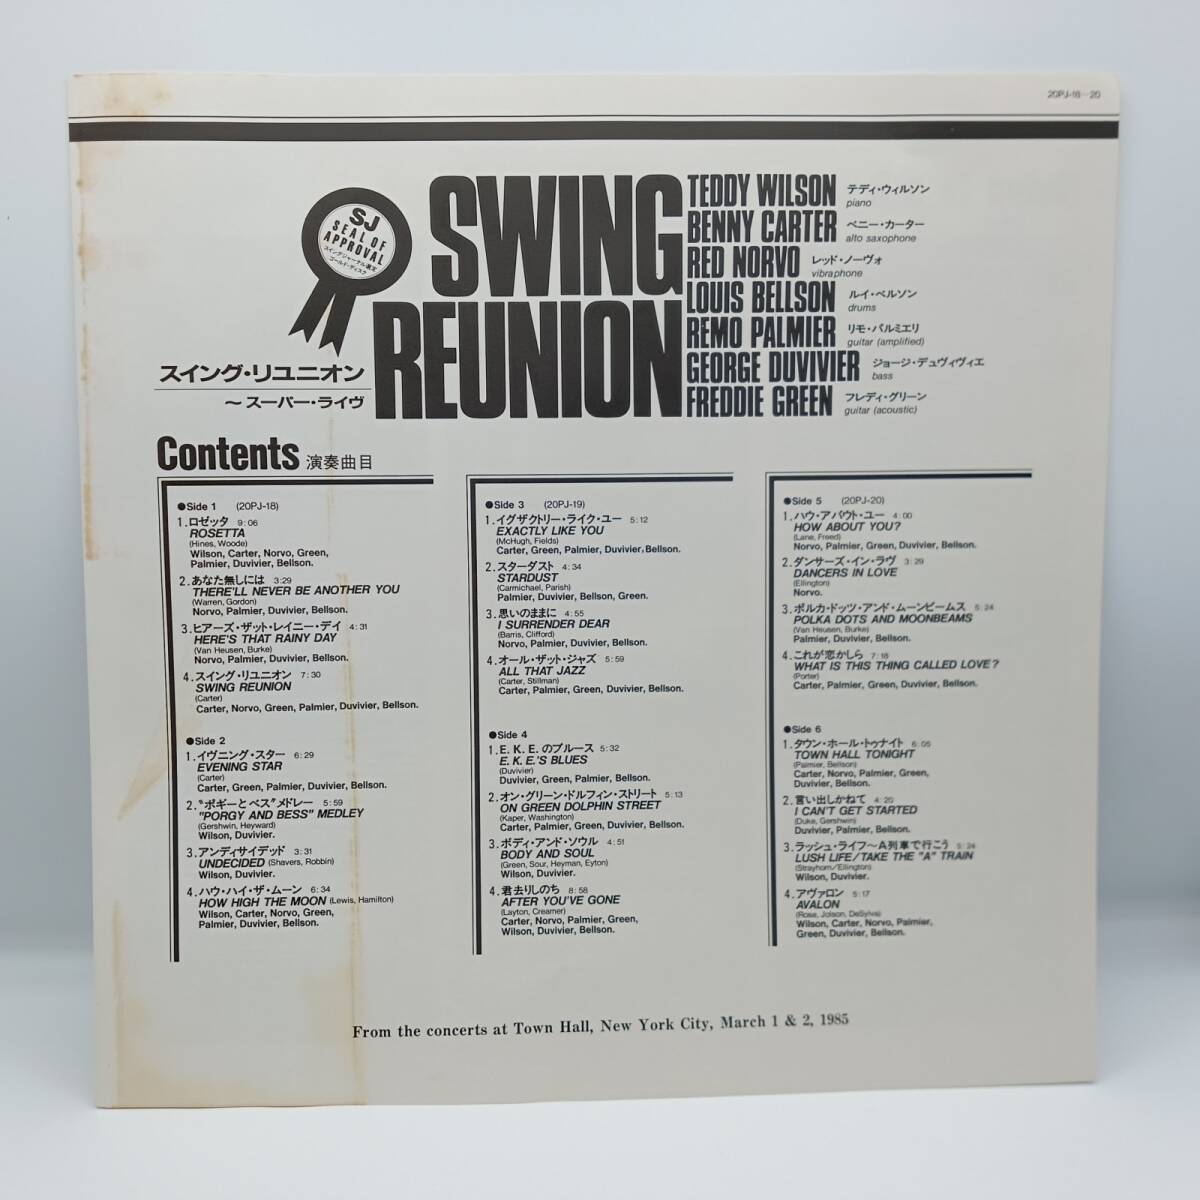 20PJ-18~20
SJ
SEAL OF
APPROVAL
スイングジャーナル選定
ゴールド・ディスク
SWING
REUNION
スイング・リユニオン
～スーパー・ライヴ
TEDDY WILSON テディ・ウィルソン
piano
BENNY CARTER ベニー・カーター
alto saxophone
RED NORVO レッド・ノーヴォ
vibraphone
LOUIS BELLSON ルイ・ベルソン
drums
REMO PALMIER リモ・パルミエリ
guitar (amplified)
GEORGE DUVIVIER ジョージ・デュヴィヴィエ
bass
FREDDIE GREEN フレディ・グリーン
guitar (acoustic)
Contents 演奏曲目
●Side 1 (20PJ-18)
1.ロゼッタ 9:06
ROSETTA
(Hines, Woode)
Wilson, Carter, Norvo, Green,
Palmier, Duvivier, Bellson.
2.あなた無しには 3:29
THERE'LL NEVER BE ANOTHER YOU
(Warren, Gordon)
Norvo, Palmier, Duvivier, Bellson.
3.ヒアーズ・ザット・レイニー・デイ 4:31
HERE'S THAT RAINY DAY
(Van Heusen, Burke)
Norvo, Palmier, Duvivier, Bellson.
4.スイング・リユニオン 7:30
SWING REUNION
(Carter)
Carter, Norvo, Green, Palmier, Duvivier, Bellson.
●Side 2
1.イヴニング・スター 6:29
EVENING STAR
(Carter)
Carter, Green, Palmier, Duvivier, Bellson.
2.“ポギーとベス”メドレー 5:59
"PORGY AND BESS" MEDLEY
(Gershwin, Heyward)
Wilson, Duvivier.
3.アンディサイデッド 3:31
UNDECIDED (Shavers, Robbin)
Wilson, Duvivier.
4.ハウ・ハイ・ザ・ムーン 6:34
HOW HIGH THE MOON (Lewis, Hamilton)
Wilson, Carter, Norvo, Green,
Palmier, Duvivier, Bellson.
●Side 3 (20PJ-19)
1.イグザクトリー・ライク・ユー 5:12
EXACTLY LIKE YOU
(McHugh, Fields)
Carter, Green, Palmier, Duvivier, Bellson.
2.スターダスト 4:34
STARDUST
(Carmichael, Parish)
Palmier, Duvivier, Bellson, Green.
3.思いのままに 4:55
I SURRENDER DEAR
(Barris, Clifford)
Norvo, Palmier, Duvivier, Bellson.
4.オール・ザット・ジャズ 5:59
ALL THAT JAZZ
(Carter, Stillman)
Carter, Palmier, Green, Duvivier, Bellson.
●Side 4
1.E. K. E. のブルース 5:32
E. K. E.'S BLUES
(Duvivier)
Duvivier, Green, Palmier, Bellson.
2.オン・グリーン・ドルフィン・ストリート 5:13
ON GREEN DOLPHIN STREET
(Kaper, Washington)
Carter, Palmier, Green, Duvivier, Bellson.
3.ボディ・アンド・ソウル 4:51
BODY AND SOUL
(Green, Sour, Heyman, Eyton)
Wilson, Duvivier.
4.君去りしのち 8:58
AFTER YOU'VE GONE
(Layton, Creamer)
Carter, Norvo, Palmier, Green,
Wilson, Duvivier, Bellson.
●Side 5 (20PJ-20)
1.ハウ・アバウト・ユー 4:00
HOW ABOUT YOU?
(Lane, Freed)
Norvo, Palmier, Green, Duvivier, Bellson.
2.ダンサーズ・イン・ラヴ 3:29
DANCERS IN LOVE
(Ellington)
Norvo.
3.ポルカ・ドッツ・アンド・ムーンビームス 5:24
POLKA DOTS AND MOONBEAMS
(Van Heusen, Burke)
Palmier, Duvivier, Bellson.
4.これが恋かしら 7:18
WHAT IS THIS THING CALLED LOVE?
(Porter)
Carter, Palmier, Green, Duvivier, Bellson.
●Side 6
1.タウン・ホール・トゥナイト 6:05
TOWN HALL TONIGHT
(Palmier, Bellson)
Carter, Norvo, Palmier, Green,
Duvivier, Bellson.
2.言い出しかねて 4:20
I CAN'T GET STARTED
(Duke, Gershwin)
Duvivier, Palmier, Bellson.
3.ラッシュ・ライフ～A列車で行こう 5:24
LUSH LIFE/TAKE THE "A" TRAIN
(Strayhorn/Ellington)
Wilson, Duvivier.
4.アヴァロン 5:17
AVALON
(Rose, Jolson, DeSylva)
Wilson, Carter, Norvo, Palmier,
Green, Duvivier, Bellson.
From the concerts at Town Hall, New York City, March 1 & 2, 1985